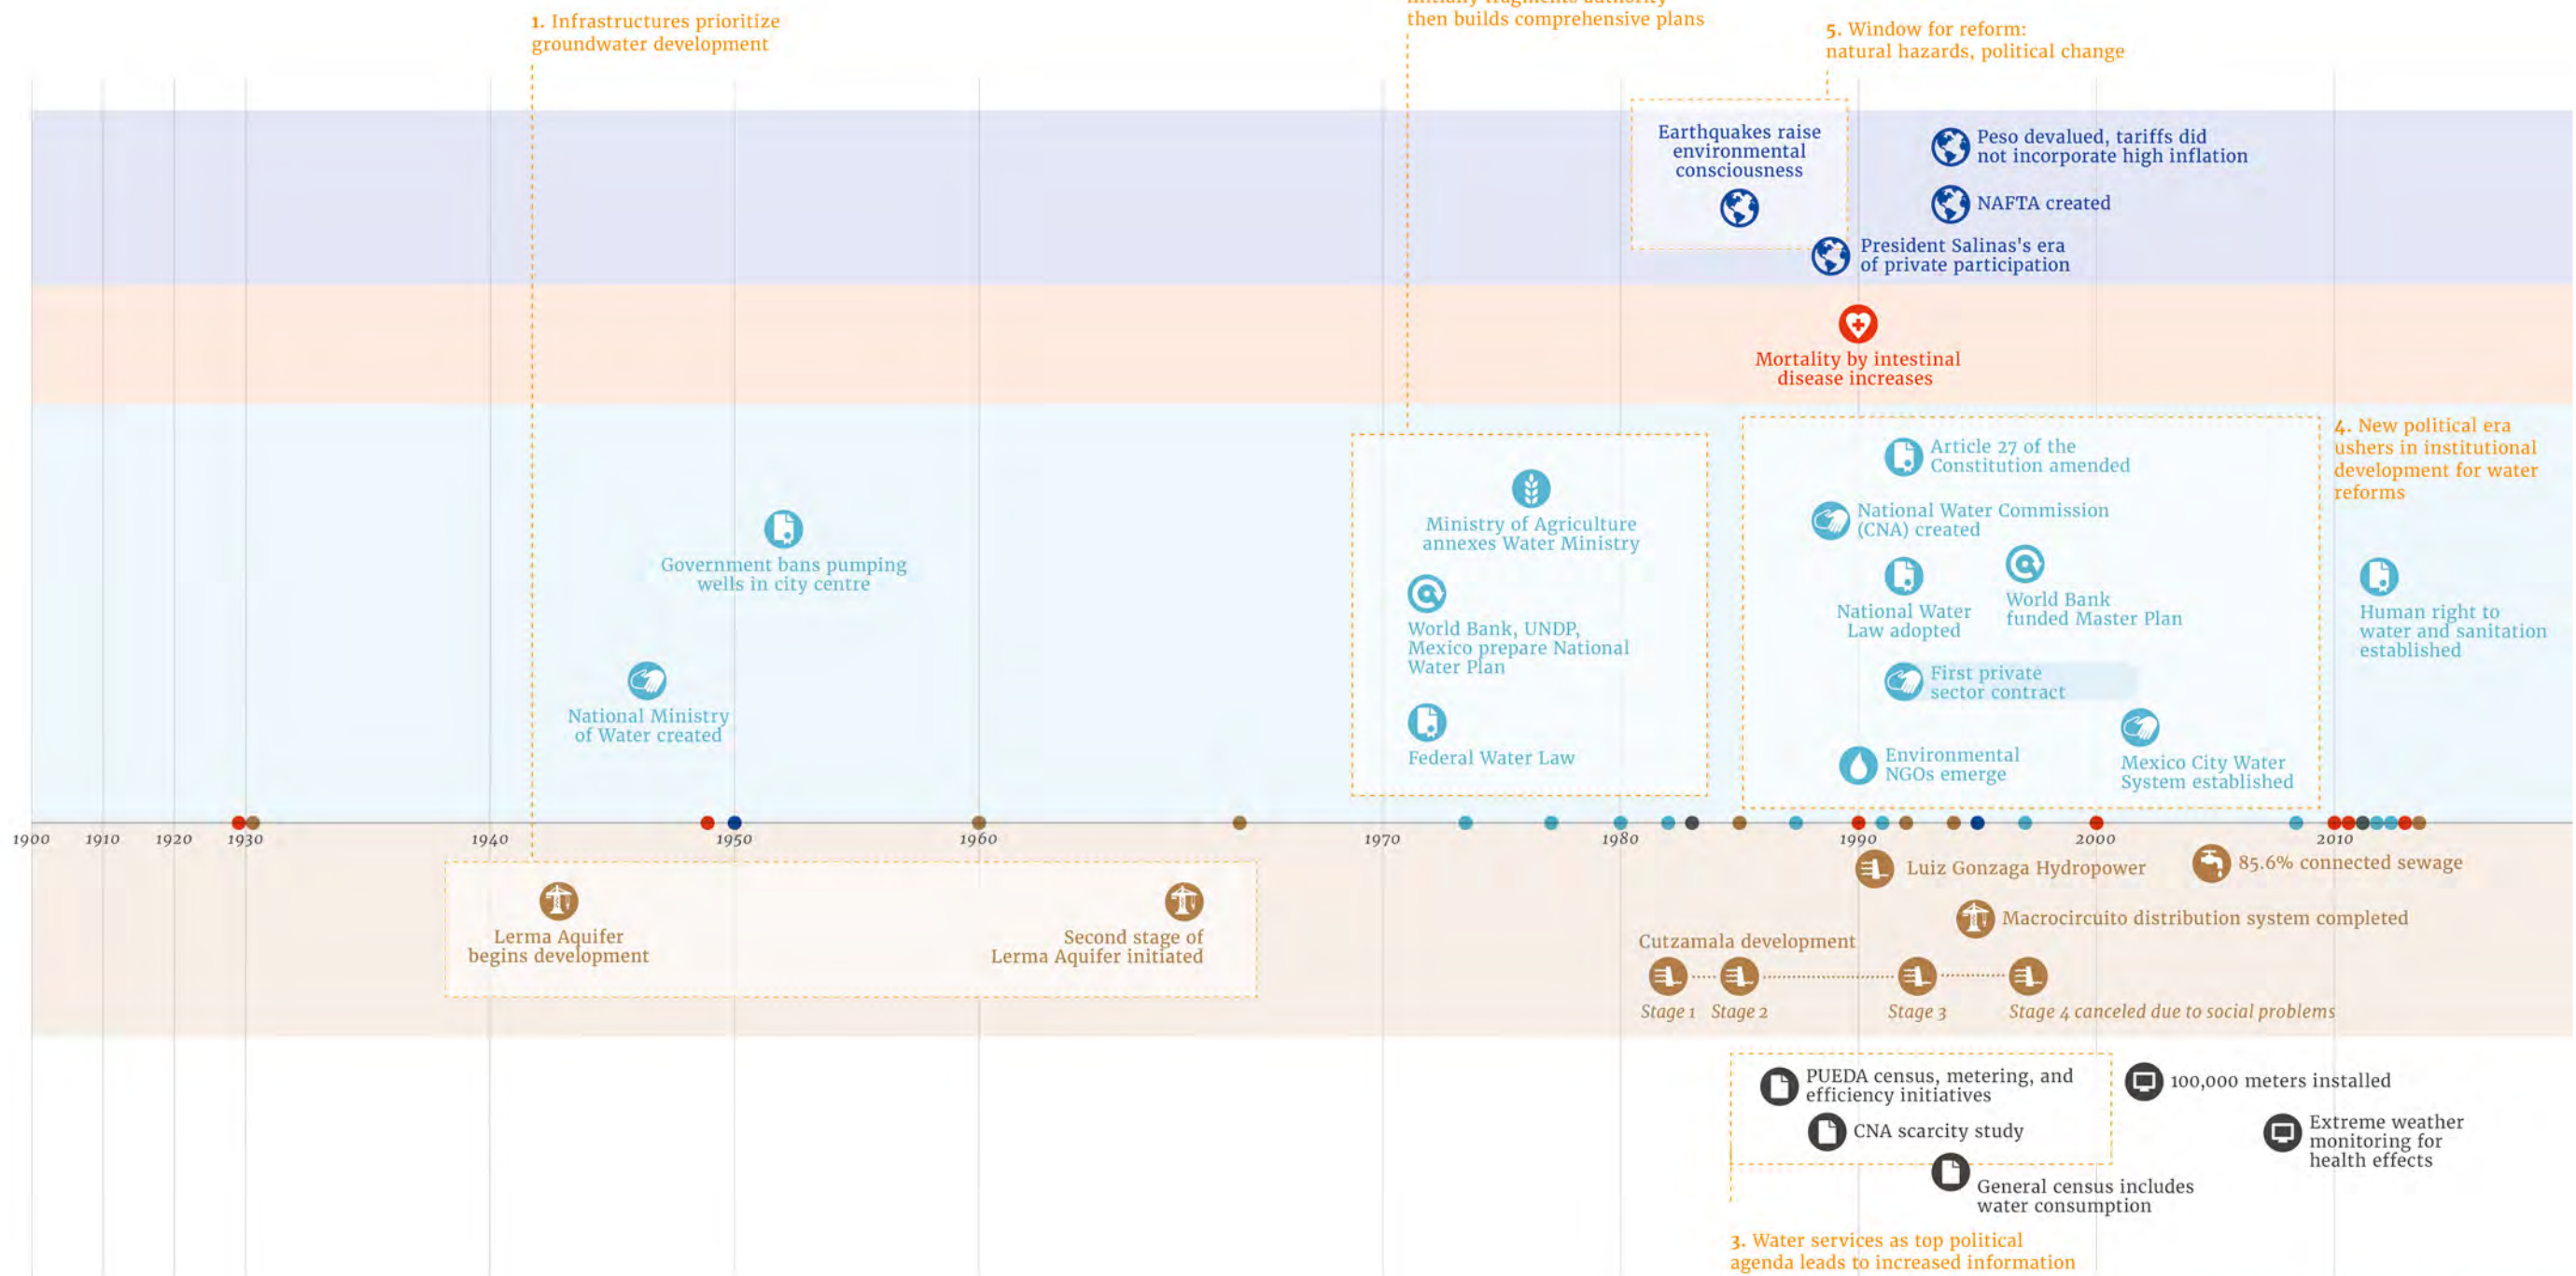 1. Infrastructures prioritize
groundwater development
initially fragments authority
then builds comprehensive plans
5. Window for reform:
natural hazards, political change
Earthquakes raise
environmental
consciousness
Peso devalued, tariffs did
not incorporate high inflation
NAFTA created
President Salinas's era
of private participation
Mortality by intestinal
disease increases
4. New political era
ushers in institutional
development for water
reforms
Article 27 of the
Constitution amended
National Water Commission
(CNA) created
Ministry of Agriculture
annexes Water Ministry
Government bans pumping
wells in city centre
World Bank, UNDP,
Mexico prepare National
Water Plan
National Water
Law adopted
World Bank
funded Master Plan
Human right to
water and sanitation
established
First private
sector contract
National Ministry
of Water created
Federal Water Law
Environmental
NGOs emerge
Mexico City Water
System established
1900 1910 1920 1930 1940 1950 1960 1970 1980 1990 2000 2010
Luiz Gonzaga Hydropower
85.6% connected sewage
Macrocircuito distribution system completed
Lerma Aquifer
begins development
Second stage of
Lerma Aquifer initiated
Cutzamala development
Stage 1 Stage 2 Stage 3 Stage 4 canceled due to social problems
PUEDA census, metering, and
efficiency initiatives
100,000 meters installed
CNA scarcity study
Extreme weather
monitoring for
health effects
General census includes
water consumption
3. Water services as top political
agenda leads to increased information